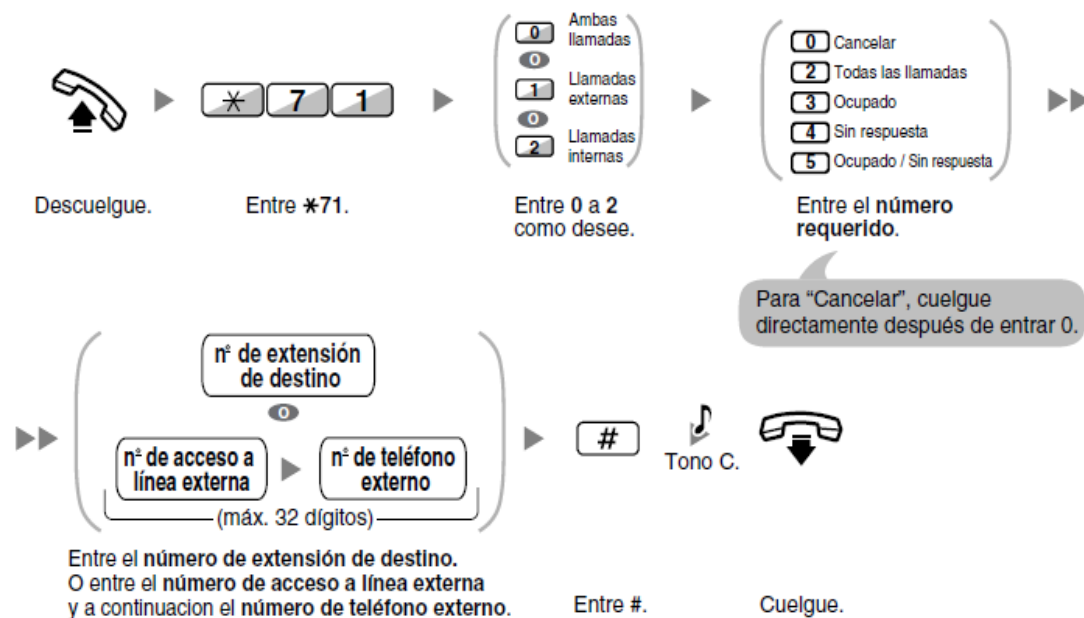 0 Ambas
llamadas
O
1 Llamadas
externas
O
2 Llamadas
internas
0 Cancelar
2 Todas las llamadas
3 Ocupado
4 Sin respuesta
5 Ocupado / Sin respuesta
* 7 1
Descuelgue.
Entre *71.
Entre 0 a 2
como desee.
Entre el número
requerido.
Para “Cancelar”, cuelgue
directamente después de entrar 0.
nº de extensión
de destino
O
nº de acceso a
línea externa
nº de teléfono
externo
(máx. 32 dígitos)
#
Tono C.
Entre el número de extensión de destino.
O entre el número de acceso a línea externa
y a continuacion el número de teléfono externo.
Entre #.
Cuelgue.